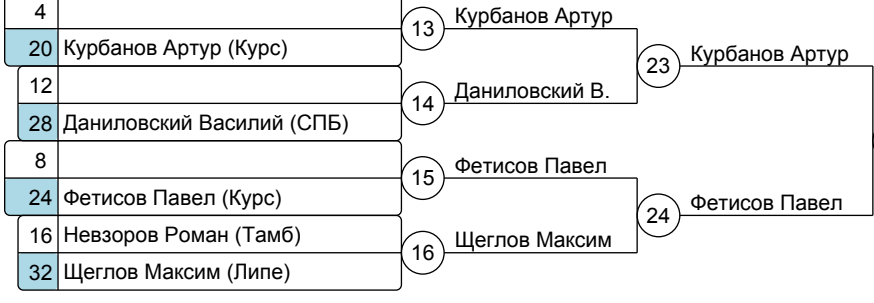 4
20 Курбанов Артур (Курс)
13 Курбанов Артур
12
28 Даниловский Василий (СПБ)
14 Даниловский В.
23 Курбанов Артур
8
24 Фетисов Павел (Курс)
15 Фетисов Павел
16 Невзоров Роман (Тамб)
32 Щеглов Максим (Липе)
16 Щеглов Максим
24 Фетисов Павел